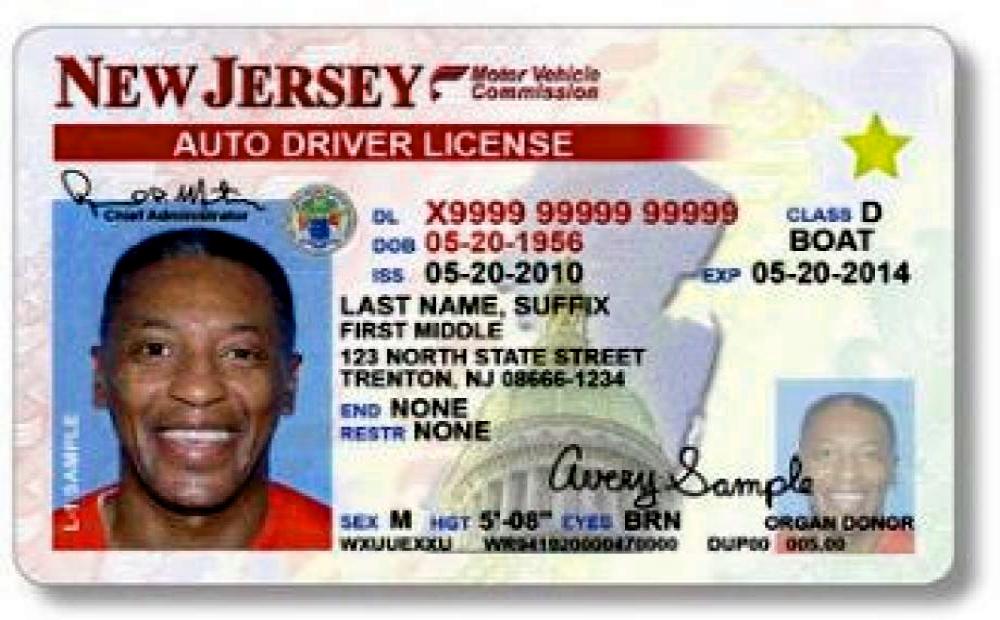 NEW JERSEY Motor Vehicle Commission
AUTO DRIVER LICENSE
Chief Administrator
DL X9999 99999 99999 CLASS D
DOB 05-20-1956 BOAT
ISS 05-20-2010 EXP 05-20-2014
LAST NAME, SUFFIX
FIRST MIDDLE
123 NORTH STATE STREET
TRENTON, NJ 08666-1234
END NONE
RESTR NONE
Avery Sample
SEX M HGT 5'-08" EYES BRN ORGAN DONOR
WXUUEXXU WR941020000470000 DUP00 005.00